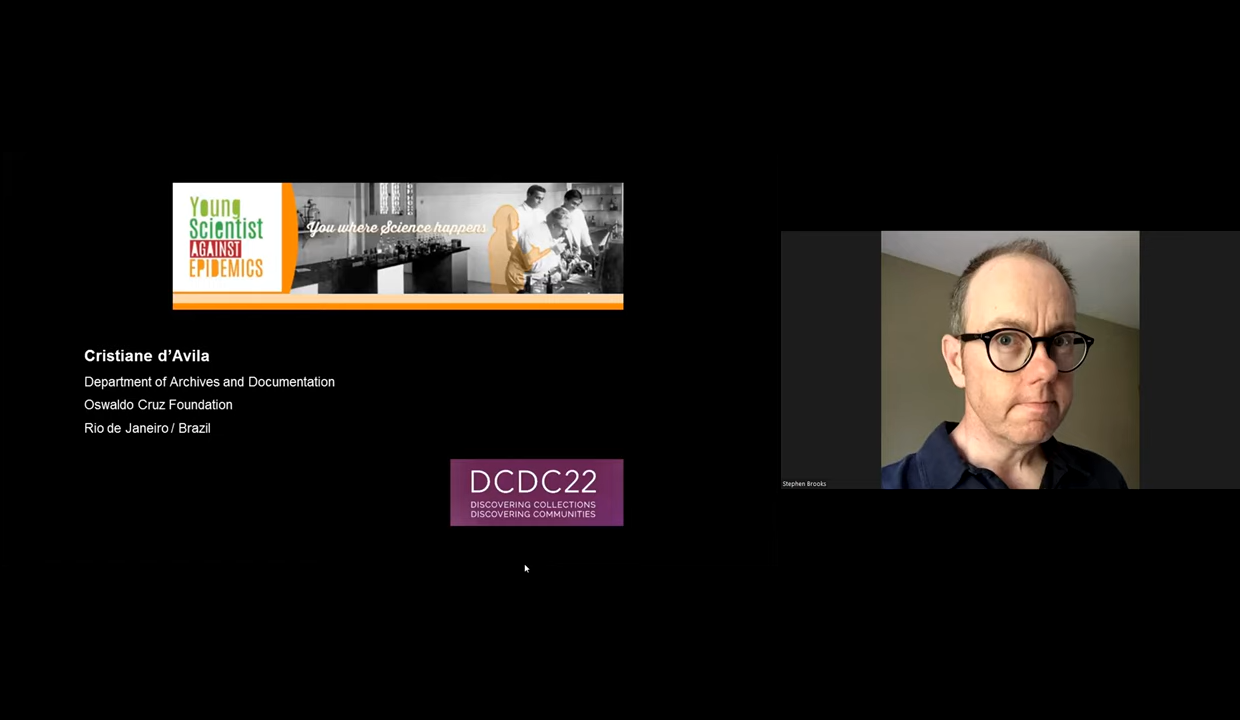 Young
Scientist
AGAINST
EPIDEMICS
You where Science happens
Cristiane d'Avila
Department of Archives and Documentation
Oswaldo Cruz Foundation
Rio de Janeiro / Brazil
DCDC22
DISCOVERING COLLECTIONS
DISCOVERING COMMUNITIES
Stephen Brooks